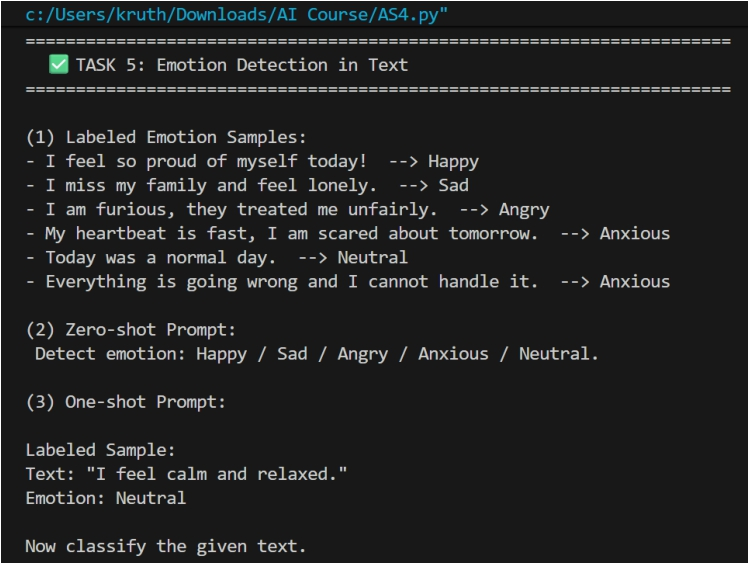 c:/Users/kruth/Downloads/AI Course/AS4.py"
======================================================================
✅ TASK 5: Emotion Detection in Text
======================================================================
(1) Labeled Emotion Samples:
- I feel so proud of myself today!  --> Happy
- I miss my family and feel lonely.  --> Sad
- I am furious, they treated me unfairly.  --> Angry
- My heartbeat is fast, I am scared about tomorrow.  --> Anxious
- Today was a normal day.  --> Neutral
- Everything is going wrong and I cannot handle it.  --> Anxious
(2) Zero-shot Prompt:
Detect emotion: Happy / Sad / Angry / Anxious / Neutral.
(3) One-shot Prompt:
Labeled Sample:
Text: "I feel calm and relaxed."
Emotion: Neutral
Now classify the given text.